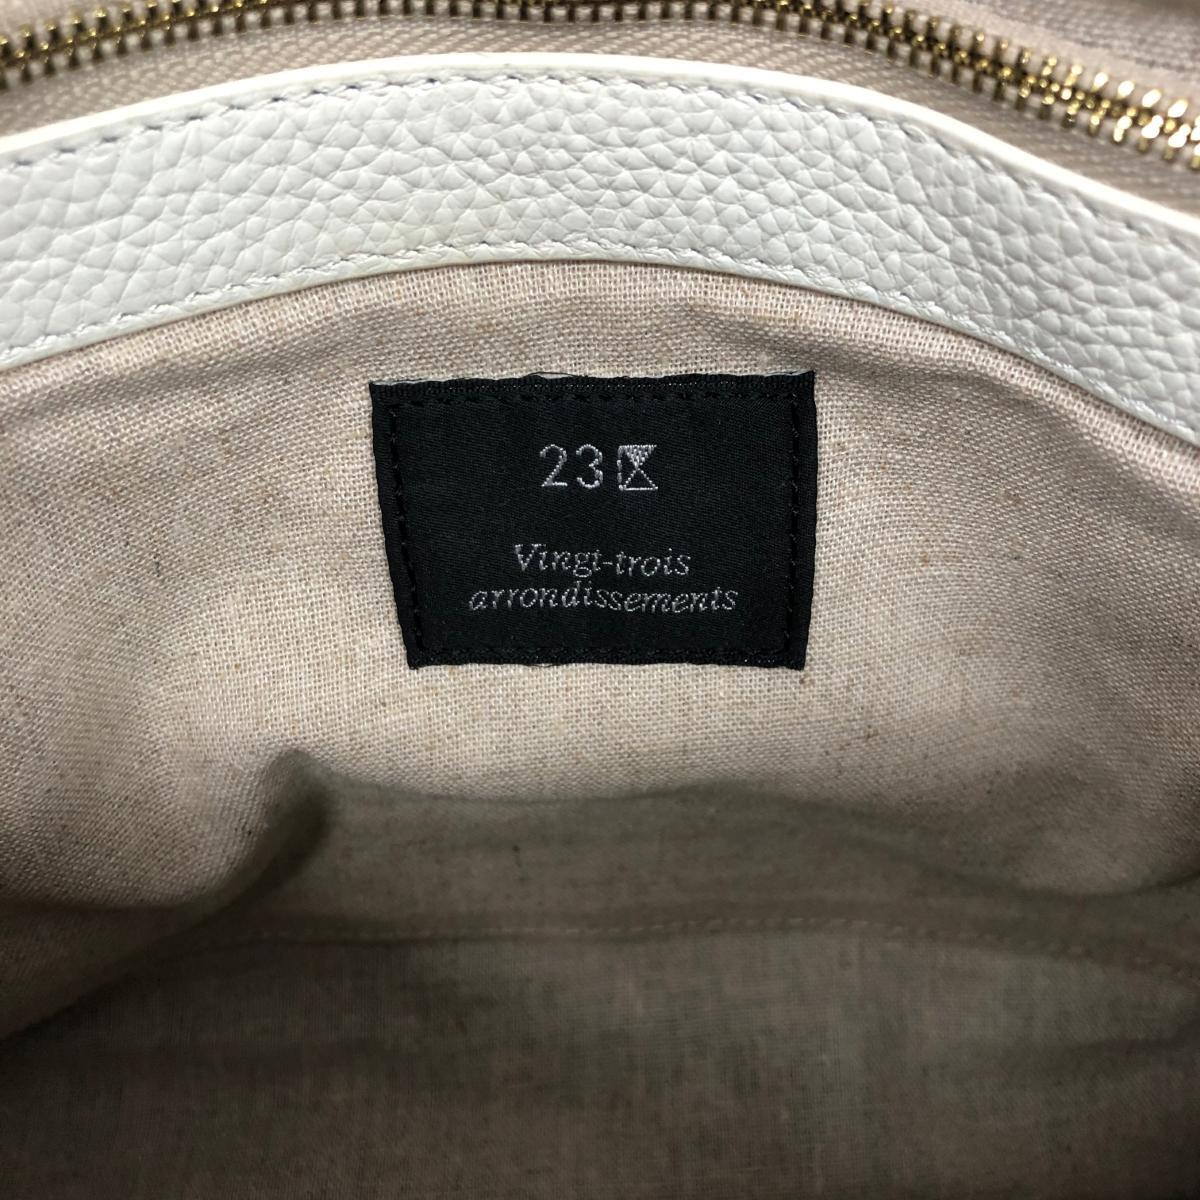 23区
Vingt-trois
arrondissements